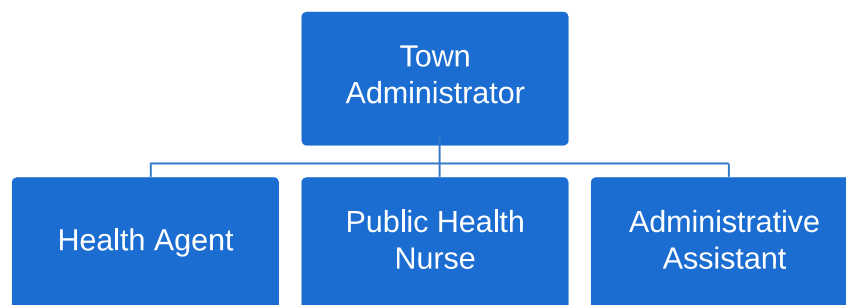 Town
Administrator
Health Agent
Public Health
Nurse
Administrative
Assistant